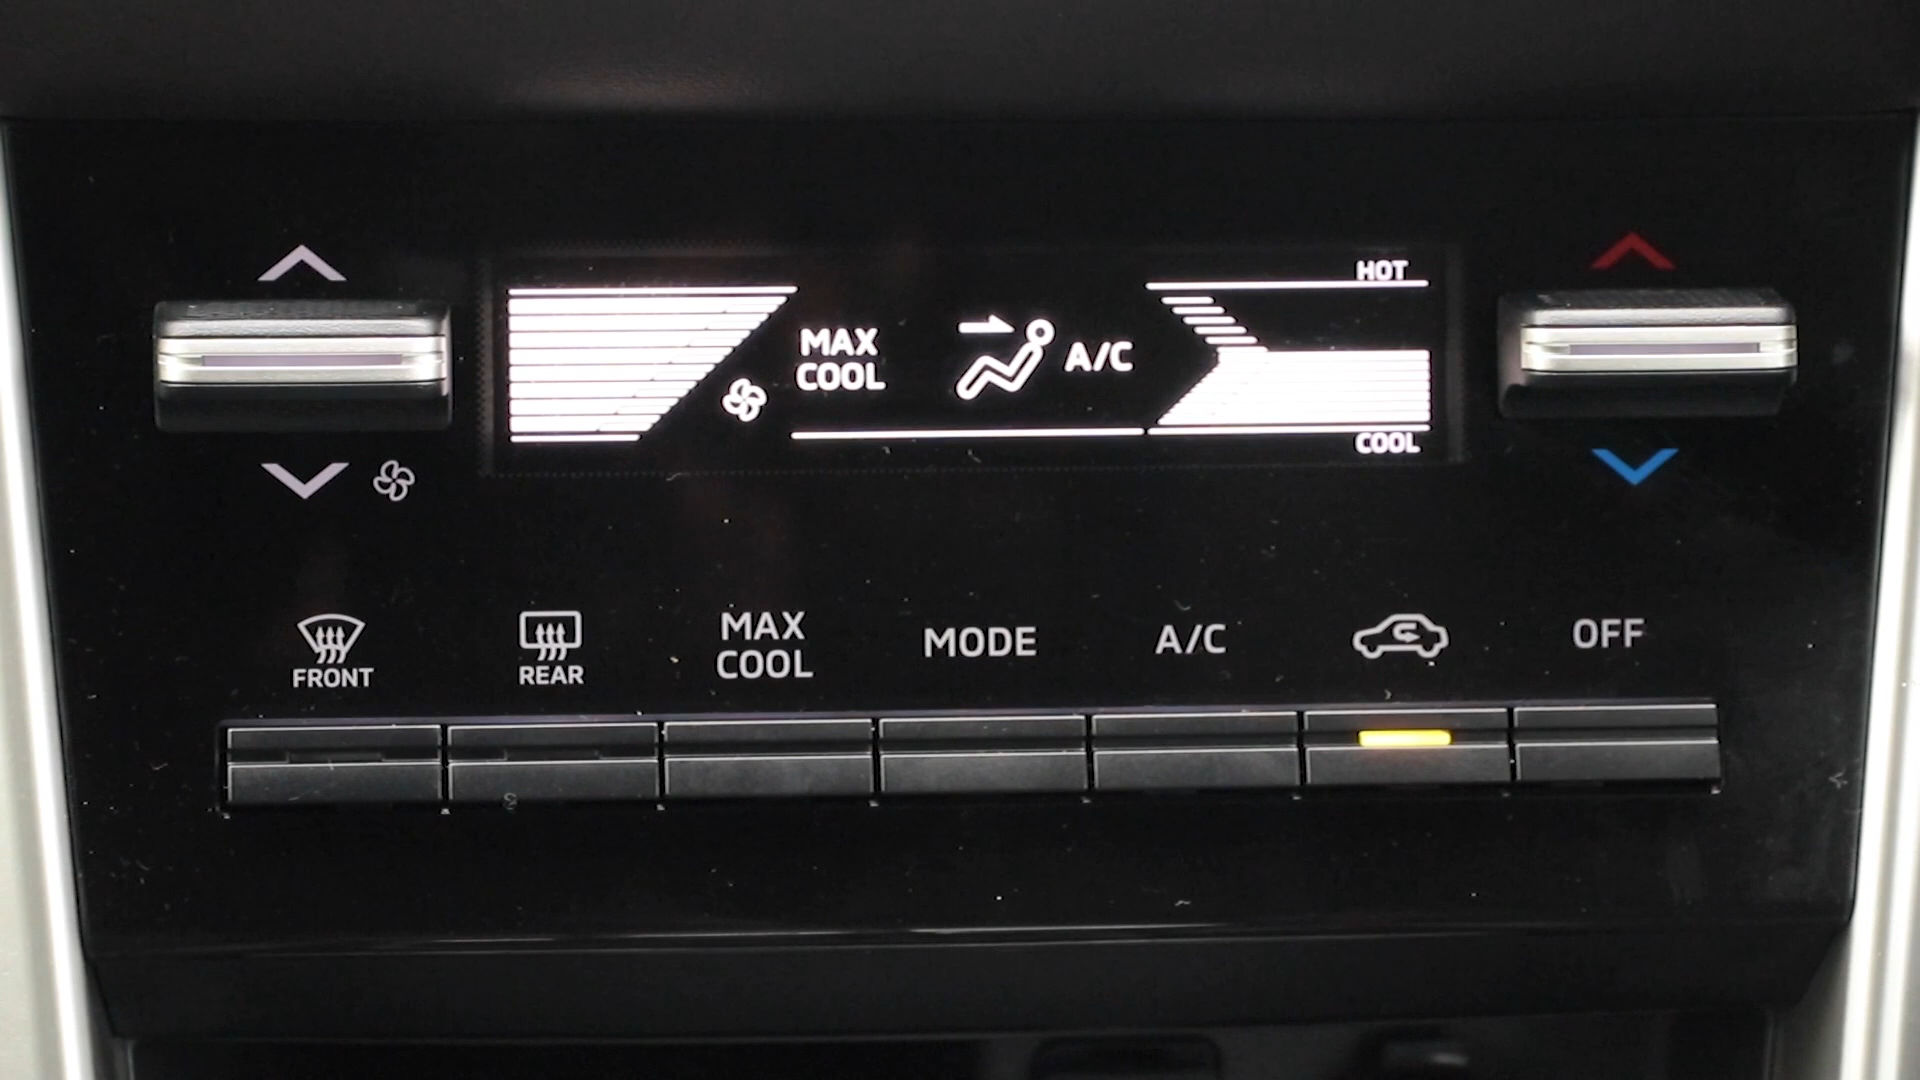 HOT
MAX
COOL
A/C
COOL
FRONT
REAR
MAX
COOL
MODE
A/C
OFF